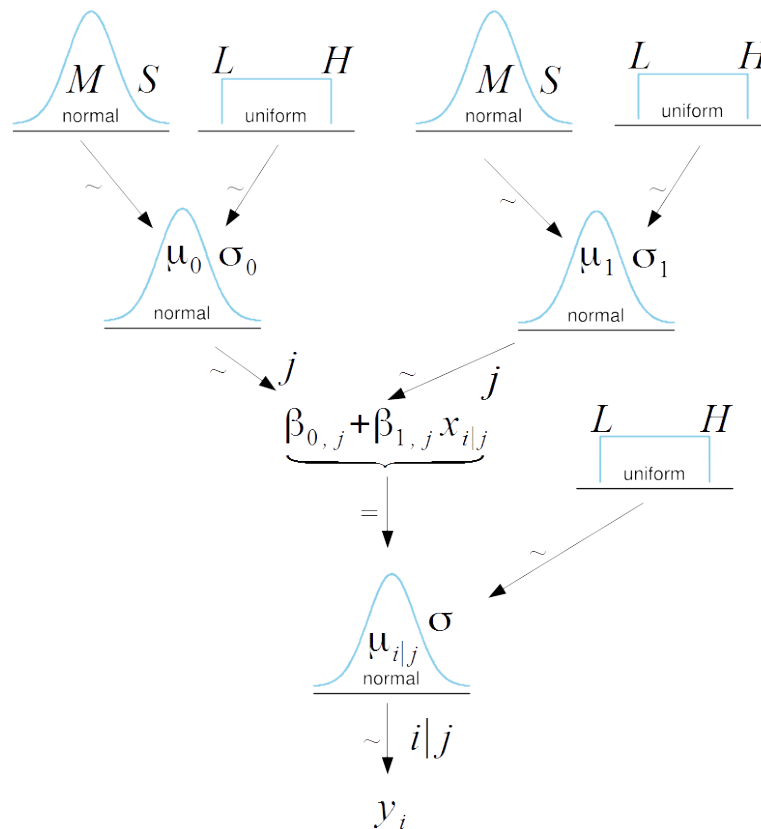 M S L H M S L H
normal uniform normal uniform
~ ~ ~ ~
μ₀ σ₀ μ₁ σ₁
normal normal
~ j ~ j
β₀,ⱼ + β₁,ⱼ xᵢ|ⱼ
L H
uniform
= ~
μᵢ|ⱼ σ
normal
~ i|j
yᵢ